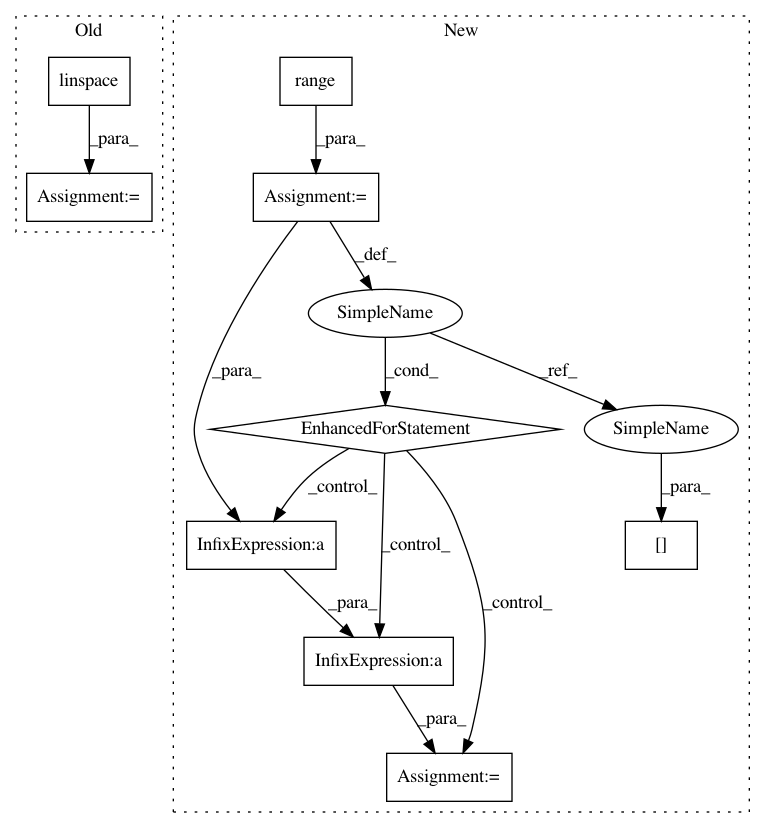 Old
New
linspace
range
_para_
_para_
Assignment:=
Assignment:=
_def_
SimpleName
_para_
_cond_
_ref_
EnhancedForStatement
SimpleName
_control_
_control_
_para_
InfixExpression:a
[]
_para_
_control_
InfixExpression:a
_para_
Assignment:=